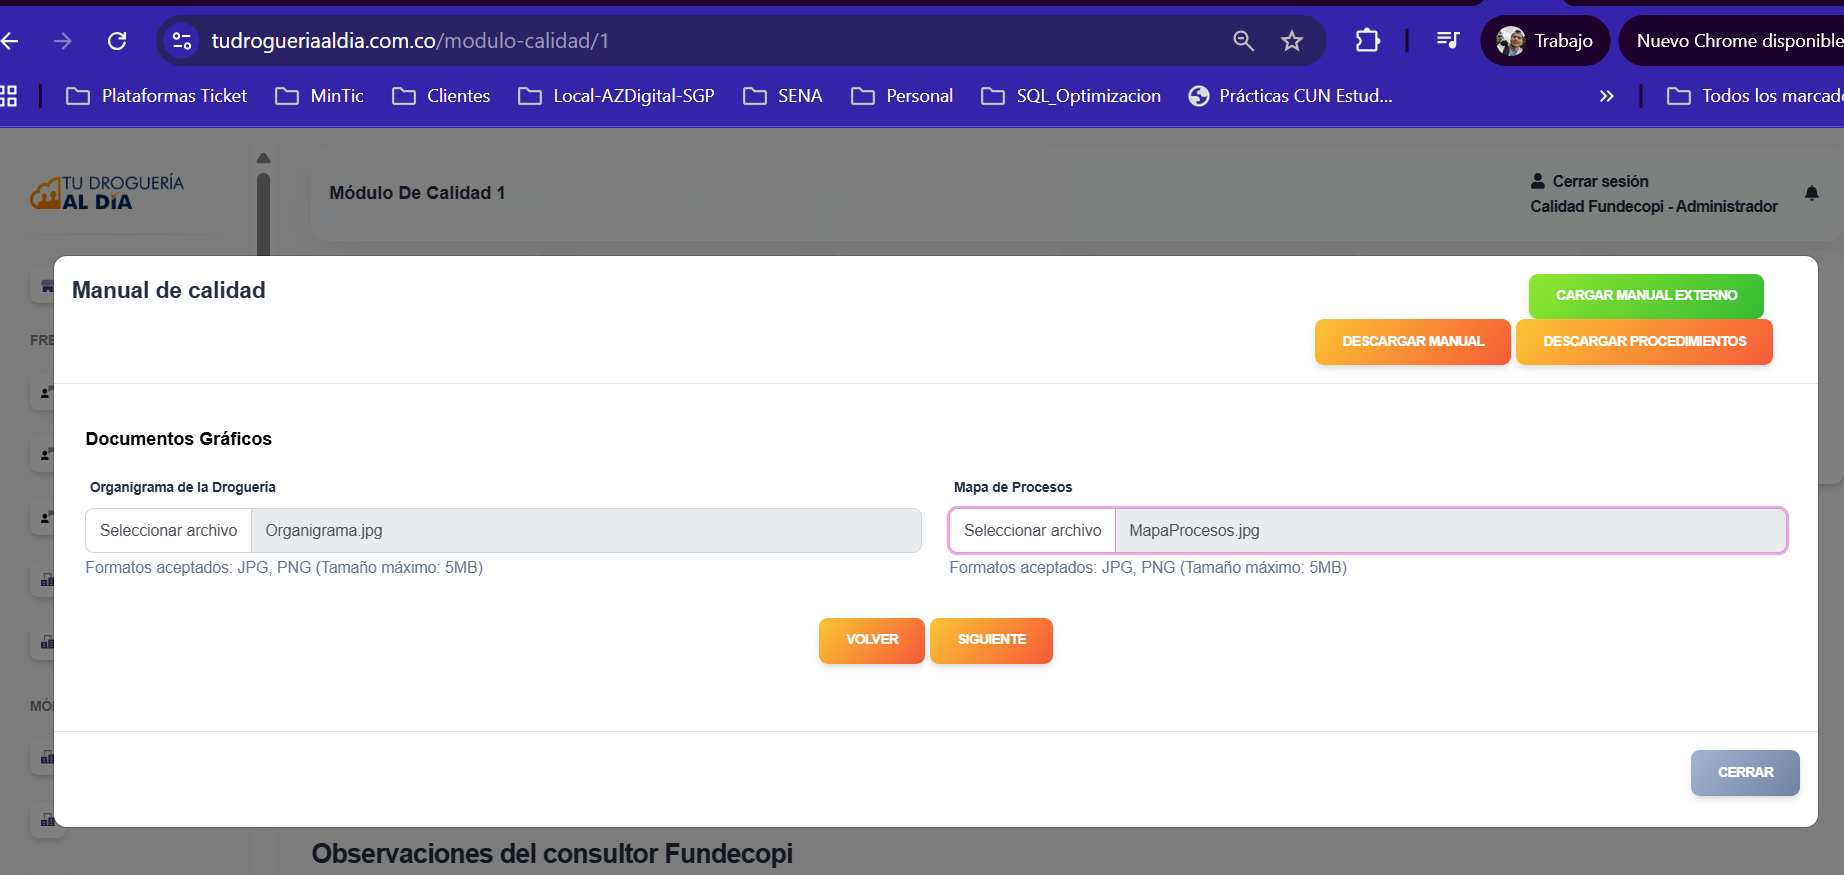 tudrogueriaaldia.com.co/modulo-calidad/1
Trabajo
Nuevo Chrome disponible
Plataformas Ticket
MinTic
Clientes
Local-AZDigital-SGP
SENA
Personal
SQL_Optimizacion
Prácticas CUN Estud...
Todos los marcado
TU DROGUERÍA
AL DÍA
Módulo De Calidad 1
Cerrar sesión
Calidad Fundecopi - Administrador
Manual de calidad
CARGAR MANUAL EXTERNO
DESCARGAR MANUAL
DESCARGAR PROCEDIMIENTOS
FRE
Documentos Gráficos
Organigrama de la Droguería
Mapa de Procesos
Seleccionar archivo
Organigrama.jpg
Seleccionar archivo
MapaProcesos.jpg
Formatos aceptados: JPG, PNG (Tamaño máximo: 5MB)
Formatos aceptados: JPG, PNG (Tamaño máximo: 5MB)
VOLVER
SIGUIENTE
MÓ
CERRAR
Observaciones del consultor Fundecopi